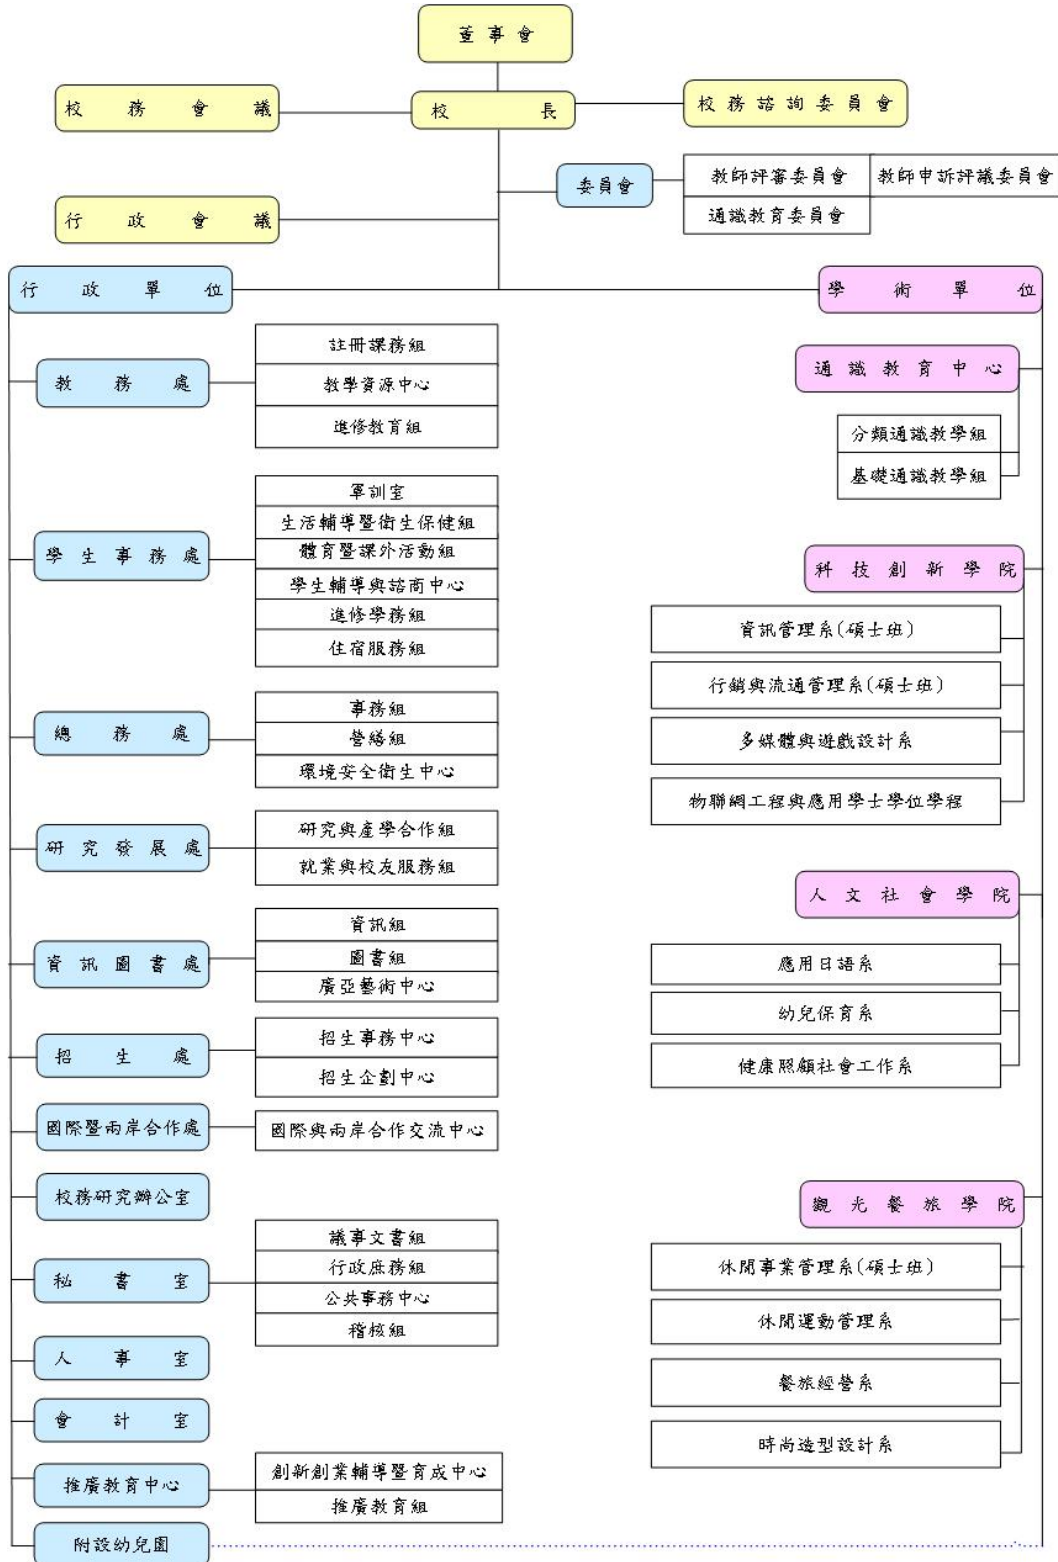 董事會
校務會議
校長
校務諮詢委員會
委員會
教師評審委員會
教師申訴評議委員會
通識教育委員會
行政會議
行政單位
學術單位
教務處
註冊課務組
教學資源中心
進修教育組
學生事務處
軍訓室
生活輔導暨衛生保健組
體育暨課外活動組
學生輔導與諮商中心
進修學務組
住宿服務組
總務處
事務組
營繕組
環境安全衛生中心
研究發展處
研究與產學合作組
就業與校友服務組
資訊圖書處
資訊組
圖書組
廣亞藝術中心
招生處
招生事務中心
招生企劃中心
國際暨兩岸合作處
國際與兩岸合作交流中心
校務研究辦公室
秘書室
議事文書組
行政庶務組
公共事務中心
稽核組
人事室
會計室
推廣教育中心
創新創業輔導暨育成中心
推廣教育組
附設幼兒園
通識教育中心
分類通識教學組
基礎通識教學組
科技創新學院
資訊管理系(碩士班)
行銷與流通管理系(碩士班)
多媒體與遊戲設計系
物聯網工程與應用學士學位學程
人文社會學院
應用日語系
幼兒保育系
健康照顧社會工作系
觀光餐旅學院
休閒事業管理系(碩士班)
休閒運動管理系
餐旅經營系
時尚造型設計系